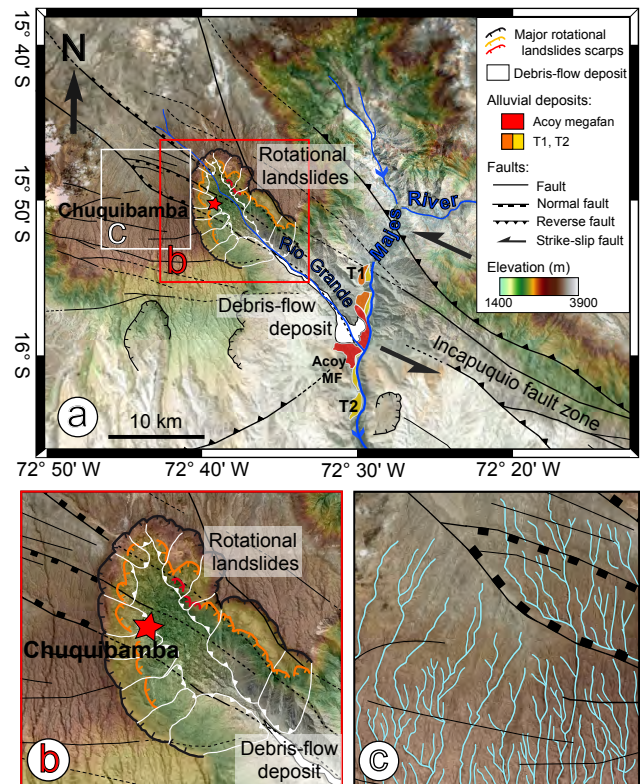 15° 40' S
15° 50' S
16° S
N
Rotational
landslides
Chuquibamba
c
b
Rio Grande
Majes
River
T1
Debris-flow
deposit
Acoy
MF
T2
Incapuquio fault zone
a
10 km
72° 50' W
72° 40' W
72° 30' W
72° 20' W
Major rotational
landslides scarps
Debris-flow deposit
Alluvial deposits:
Acoy megafan
T1, T2
Faults:
Fault
Normal fault
Reverse fault
Strike-slip fault
Elevation (m)
1400
3900
Rotational
landslides
Chuquibamba
Debris-flow
deposit
b
c